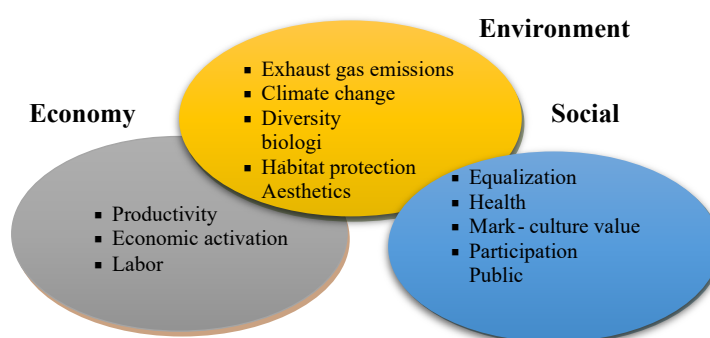 Environment
▪ Exhaust gas emissions
▪ Climate change
▪ Diversity
biologi
▪ Habitat protection
Aesthetics
Economy
▪ Productivity
▪ Economic activation
▪ Labor
Social
▪ Equalization
▪ Health
▪ Mark - culture value
▪ Participation
Public